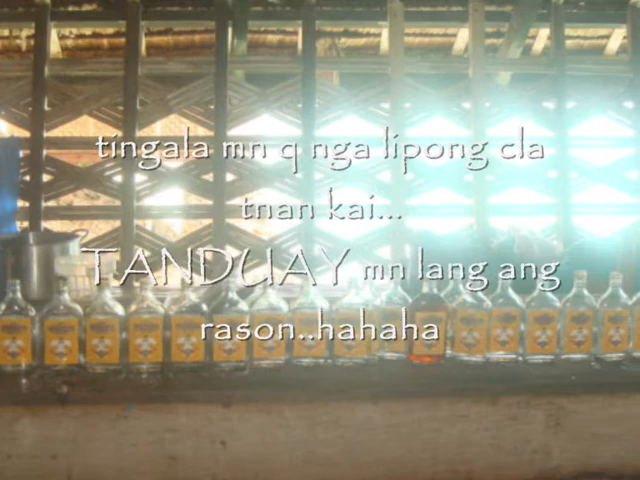 tingala mn q nga lipong cla
tnan kai...
TANDUAY mn lang ang
rason..hahaha